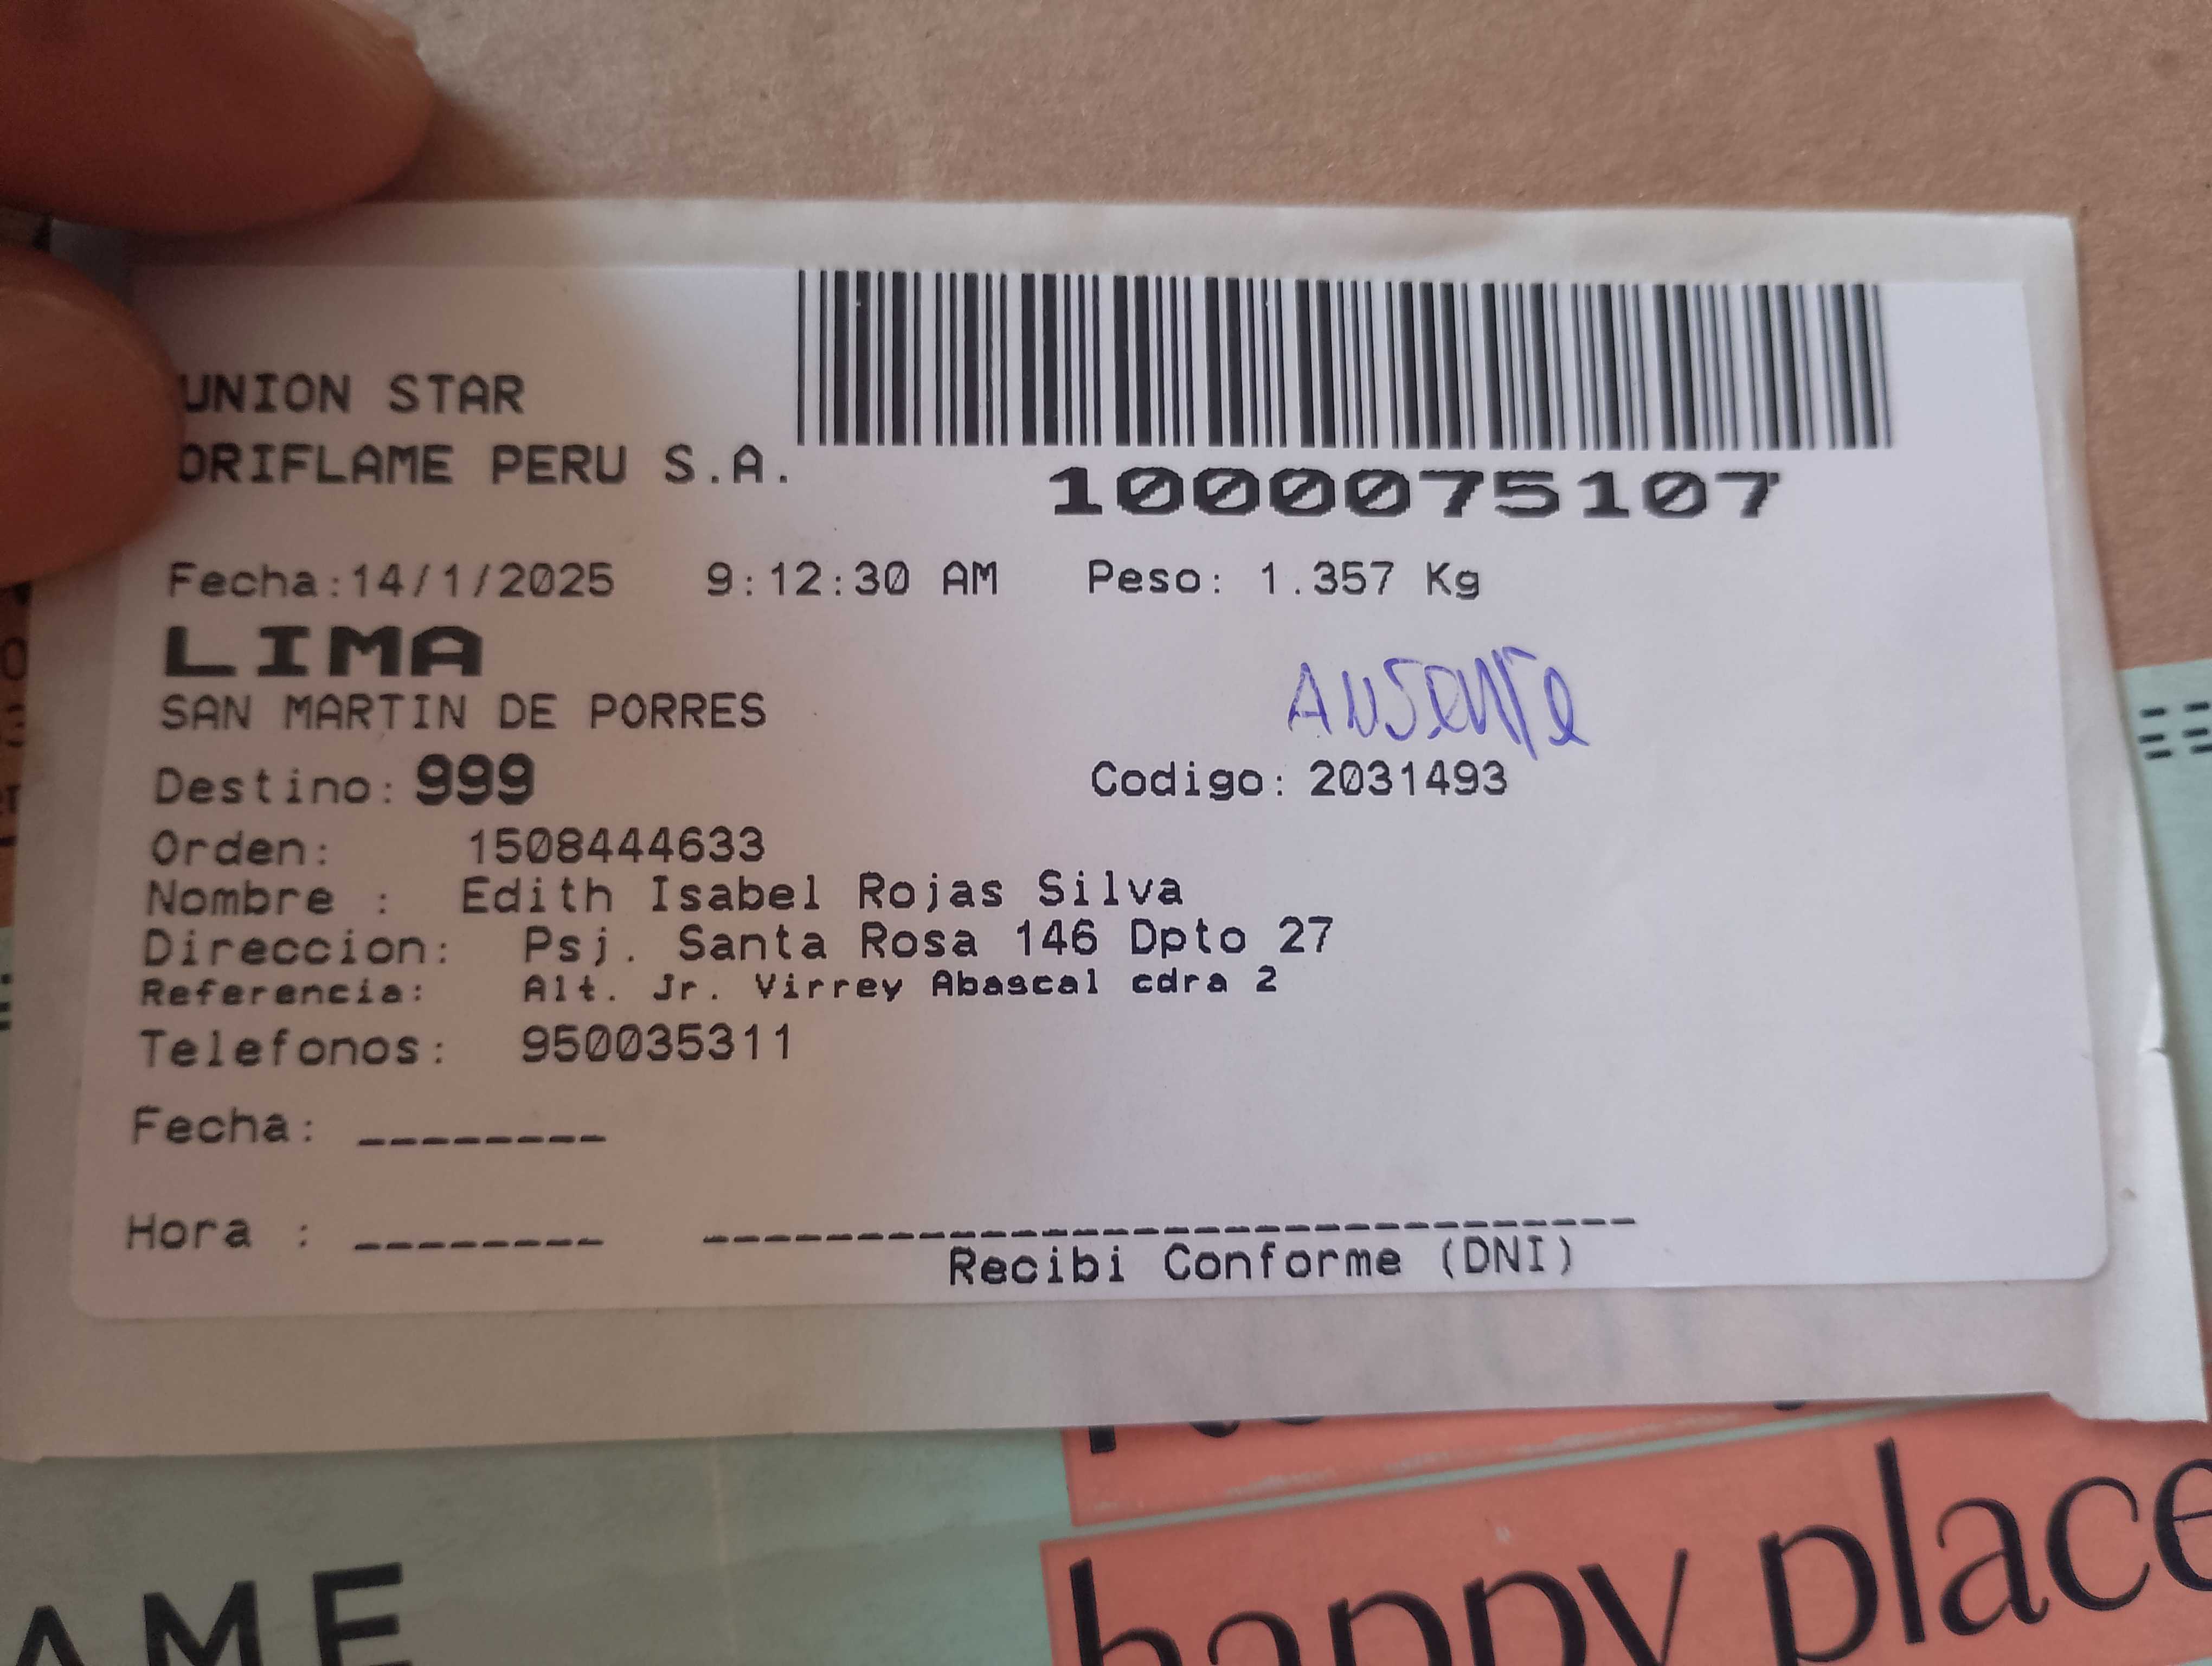 UNION STAR
ORIFLAME PERU S.A.
1000075107
Fecha:14/1/2025 9:12:30 AM Peso: 1.357 Kg
LIMA
SAN MARTIN DE PORRES
Ausente
Destino: 999 Codigo: 2031493
Orden: 1508444633
Nombre : Edith Isabel Rojas Silva
Direccion: Psj. Santa Rosa 146 Dpto 27
Referencia: Alt. Jr. Virrey Abascal cdra 2
Telefonos: 950035311
Fecha: ________
Hora : ________
Recibi Conforme (DNI)
happy place
AME